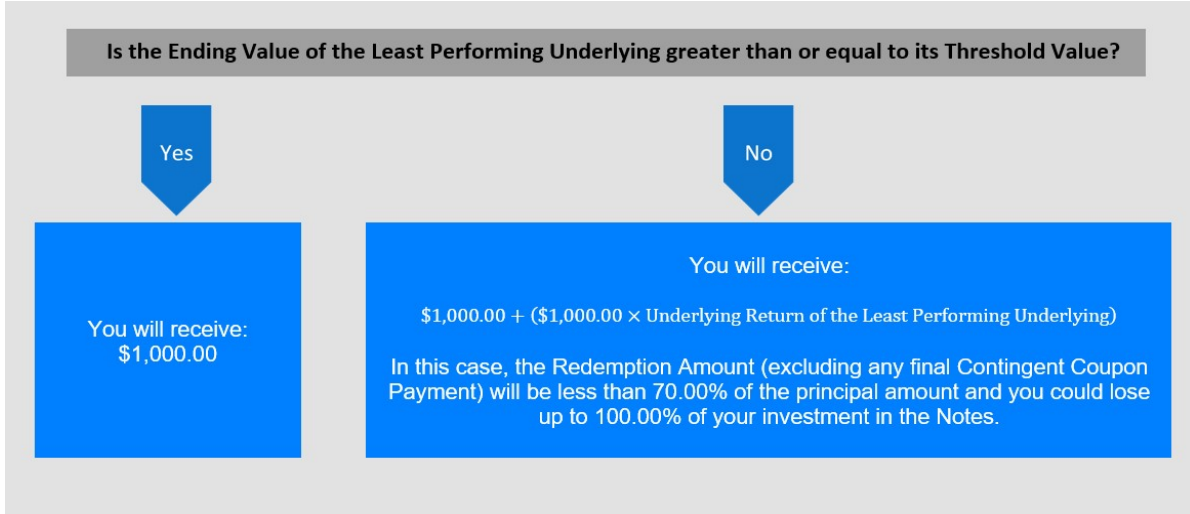 Is the Ending Value of the Least Performing Underlying greater than or equal to its Threshold Value?
Yes
No
You will receive:
$1,000.00
You will receive:
$1,000.00 + ($1,000.00 × Underlying Return of the Least Performing Underlying)
In this case, the Redemption Amount (excluding any final Contingent Coupon
Payment) will be less than 70.00% of the principal amount and you could lose
up to 100.00% of your investment in the Notes.